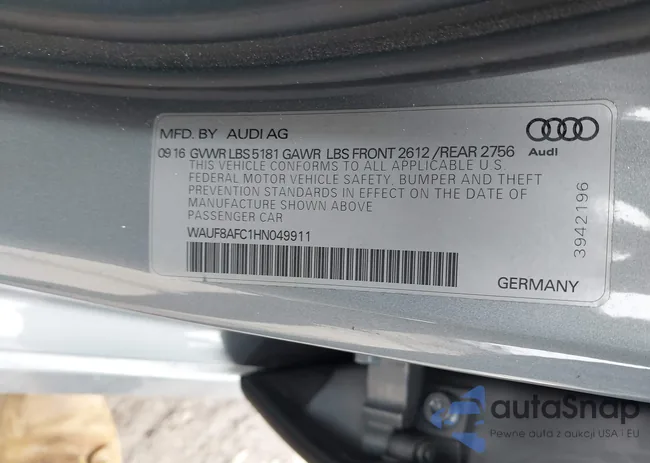 MFD. BY AUDI AG
09 16 GVWR LBS 5181 GAWR LBS FRONT 2612 /REAR 2756
THIS VEHICLE CONFORMS TO ALL APPLICABLE U S
FEDERAL MOTOR VEHICLE SAFETY, BUMPER AND THEFT
PREVENTION STANDARDS IN EFFECT ON THE DATE OF
MANUFACTURE SHOWN ABOVE
PASSENGER CAR
WAUF8AFC1HN049911
Audi
3942196
GERMANY
autaSnap
Pewne auta z aukcji USA i EU